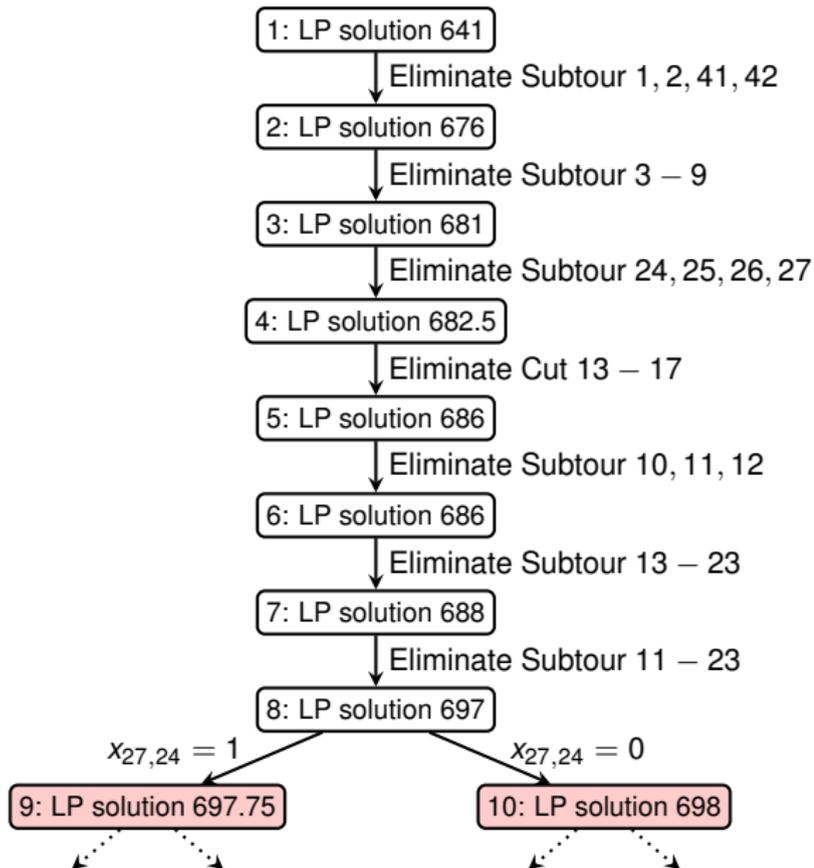 1: LP solution 641
Eliminate Subtour 1, 2, 41, 42
2: LP solution 676
Eliminate Subtour 3 − 9
3: LP solution 681
Eliminate Subtour 24, 25, 26, 27
4: LP solution 682.5
Eliminate Cut 13 − 17
5: LP solution 686
Eliminate Subtour 10, 11, 12
6: LP solution 686
Eliminate Subtour 13 − 23
7: LP solution 688
Eliminate Subtour 11 − 23
8: LP solution 697
x27,24 = 1
x27,24 = 0
9: LP solution 697.75
10: LP solution 698